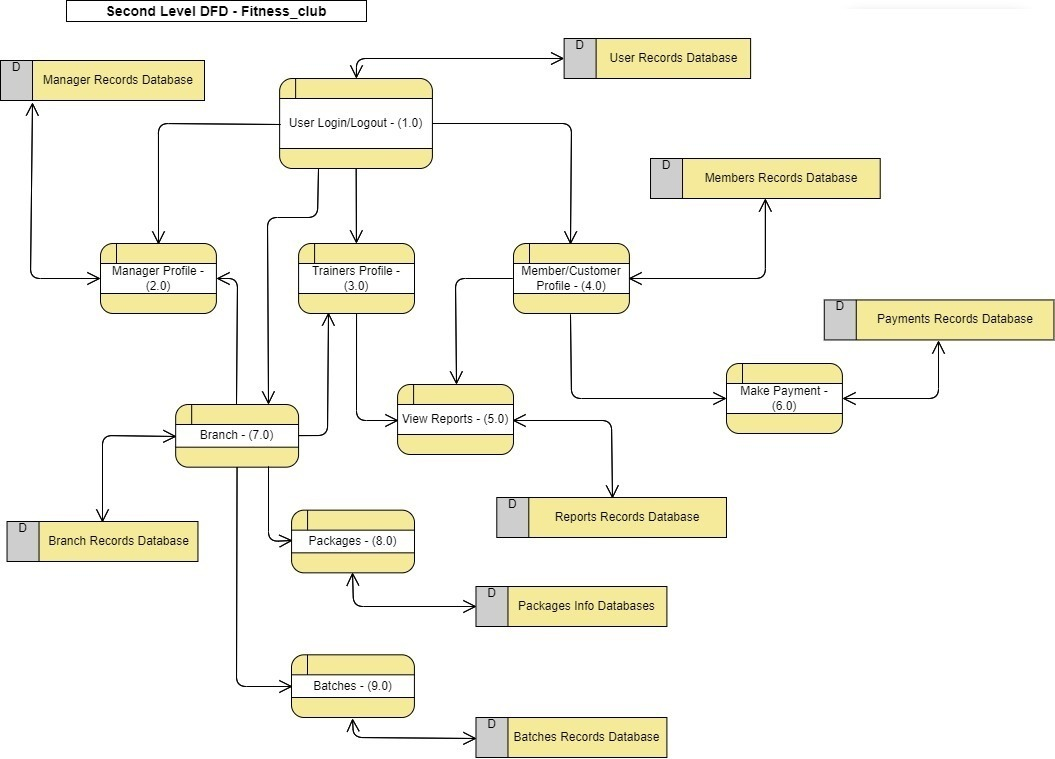 Second Level DFD - Fitness_club
D
User Records Database
D
Manager Records Database
User Login/Logout - (1.0)
D
Members Records Database
Manager Profile -
(2.0)
Trainers Profile -
(3.0)
Member/Customer
Profile - (4.0)
D
Payments Records Database
Make Payment -
(6.0)
View Reports - (5.0)
Branch - (7.0)
D
Reports Records Database
D
Branch Records Database
Packages - (8.0)
D
Packages Info Databases
Batches - (9.0)
D
Batches Records Database